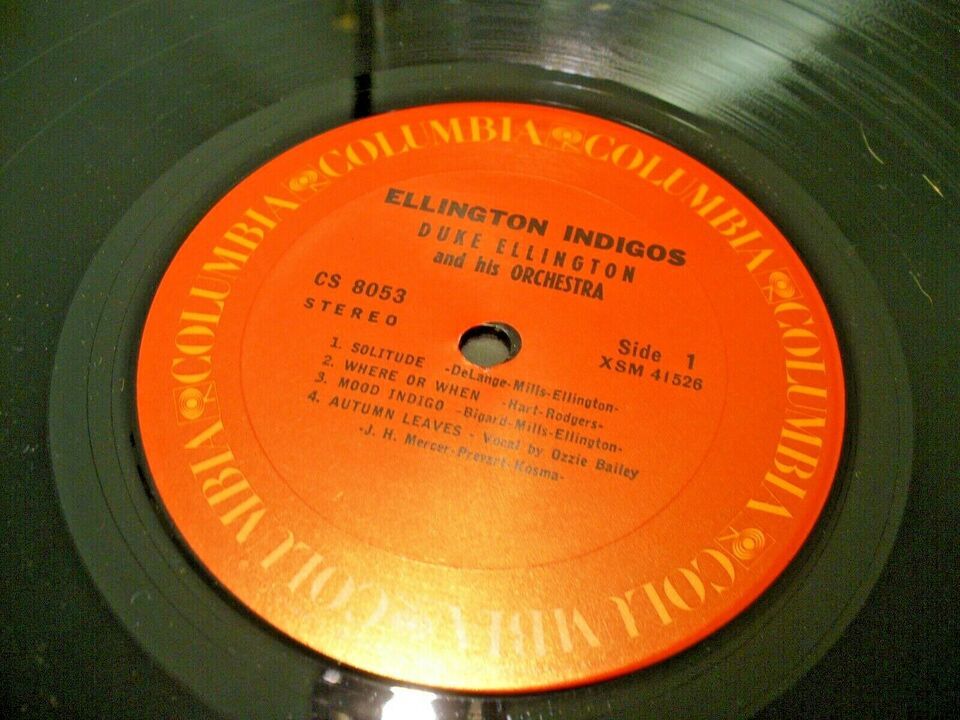 COLUMBIA COLUMBIA COLUMBIA COLUMBIA COLUMBIA COLUMBIA
ELLINGTON INDIGOS
DUKE ELLINGTON
and his ORCHESTRA
CS 8053
STEREO
Side 1
XSM 41526
1. SOLITUDE -DeLange-Mills-Ellington-
2. WHERE OR WHEN -Hart-Rodgers-
3. MOOD INDIGO -Bigard-Mills-Ellington-
4. AUTUMN LEAVES - Vocal by Ozzie Bailey
-J. H. Mercer-Prevert-Kosma-